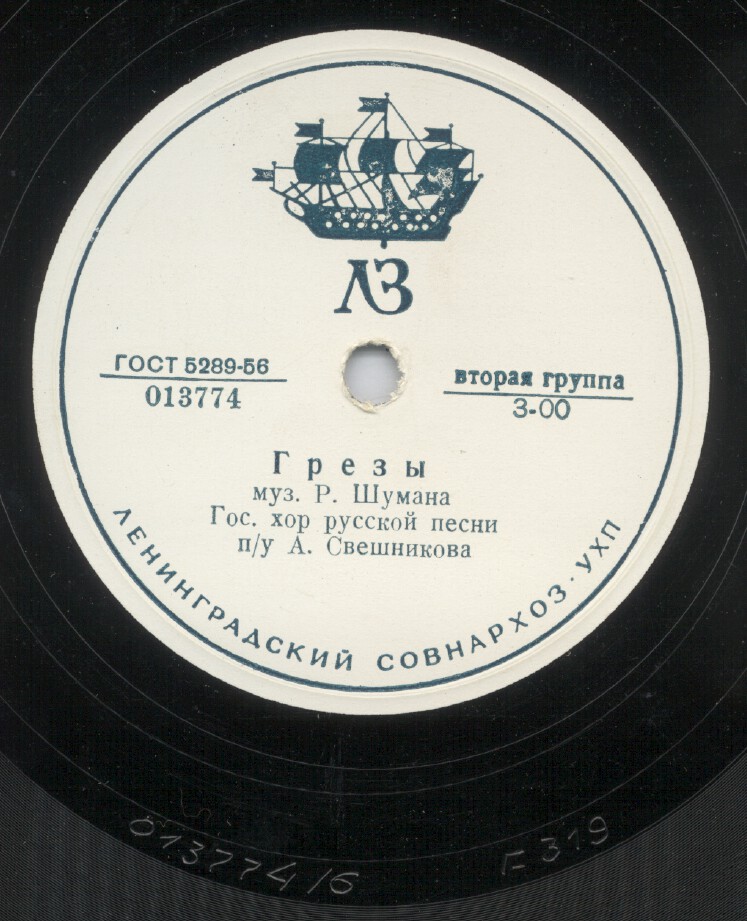 ЛЗ
ГОСТ 5289-56
013774
вторая группа
3-00
Грезы
муз. Р. Шумана
Гос. хор русской песни
п/у А. Свешникова
ЛЕНИНГРАДСКИЙ СОВНАРХОЗ · УХП
013774/6
F319